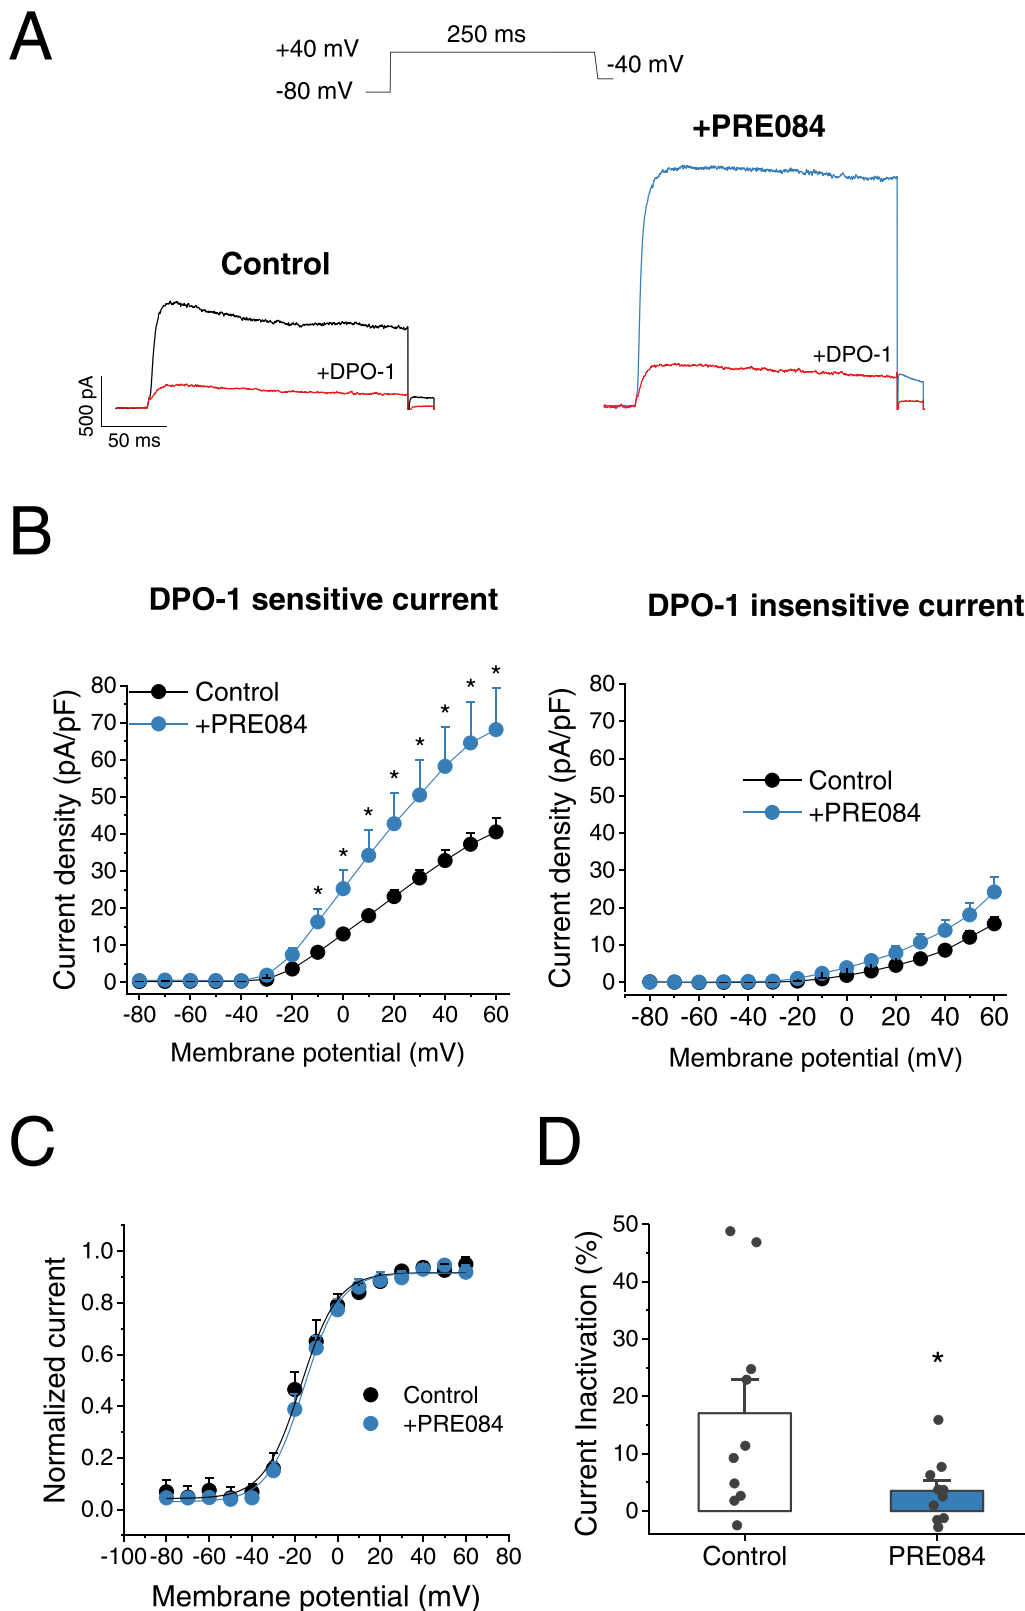 A
+40 mV
250 ms
-40 mV
-80 mV
+PRE084
Control
+DPO-1
+DPO-1
500 pA
50 ms
B
DPO-1 sensitive current
DPO-1 insensitive current
Current density (pA/pF)
80
70
60
50
40
30
20
10
0
Control
+PRE084
* * * * * * * *
-80 -60 -40 -20 0 20 40 60
Membrane potential (mV)
Current density (pA/pF)
80
70
60
50
40
30
20
10
0
Control
+PRE084
-80 -60 -40 -20 0 20 40 60
Membrane potential (mV)
C
Normalized current
1.0
0.8
0.6
0.4
0.2
0.0
Control
+PRE084
-100 -80 -60 -40 -20 0 20 40 60 80
Membrane potential (mV)
D
Current Inactivation (%)
50
40
30
20
10
0
*
Control PRE084